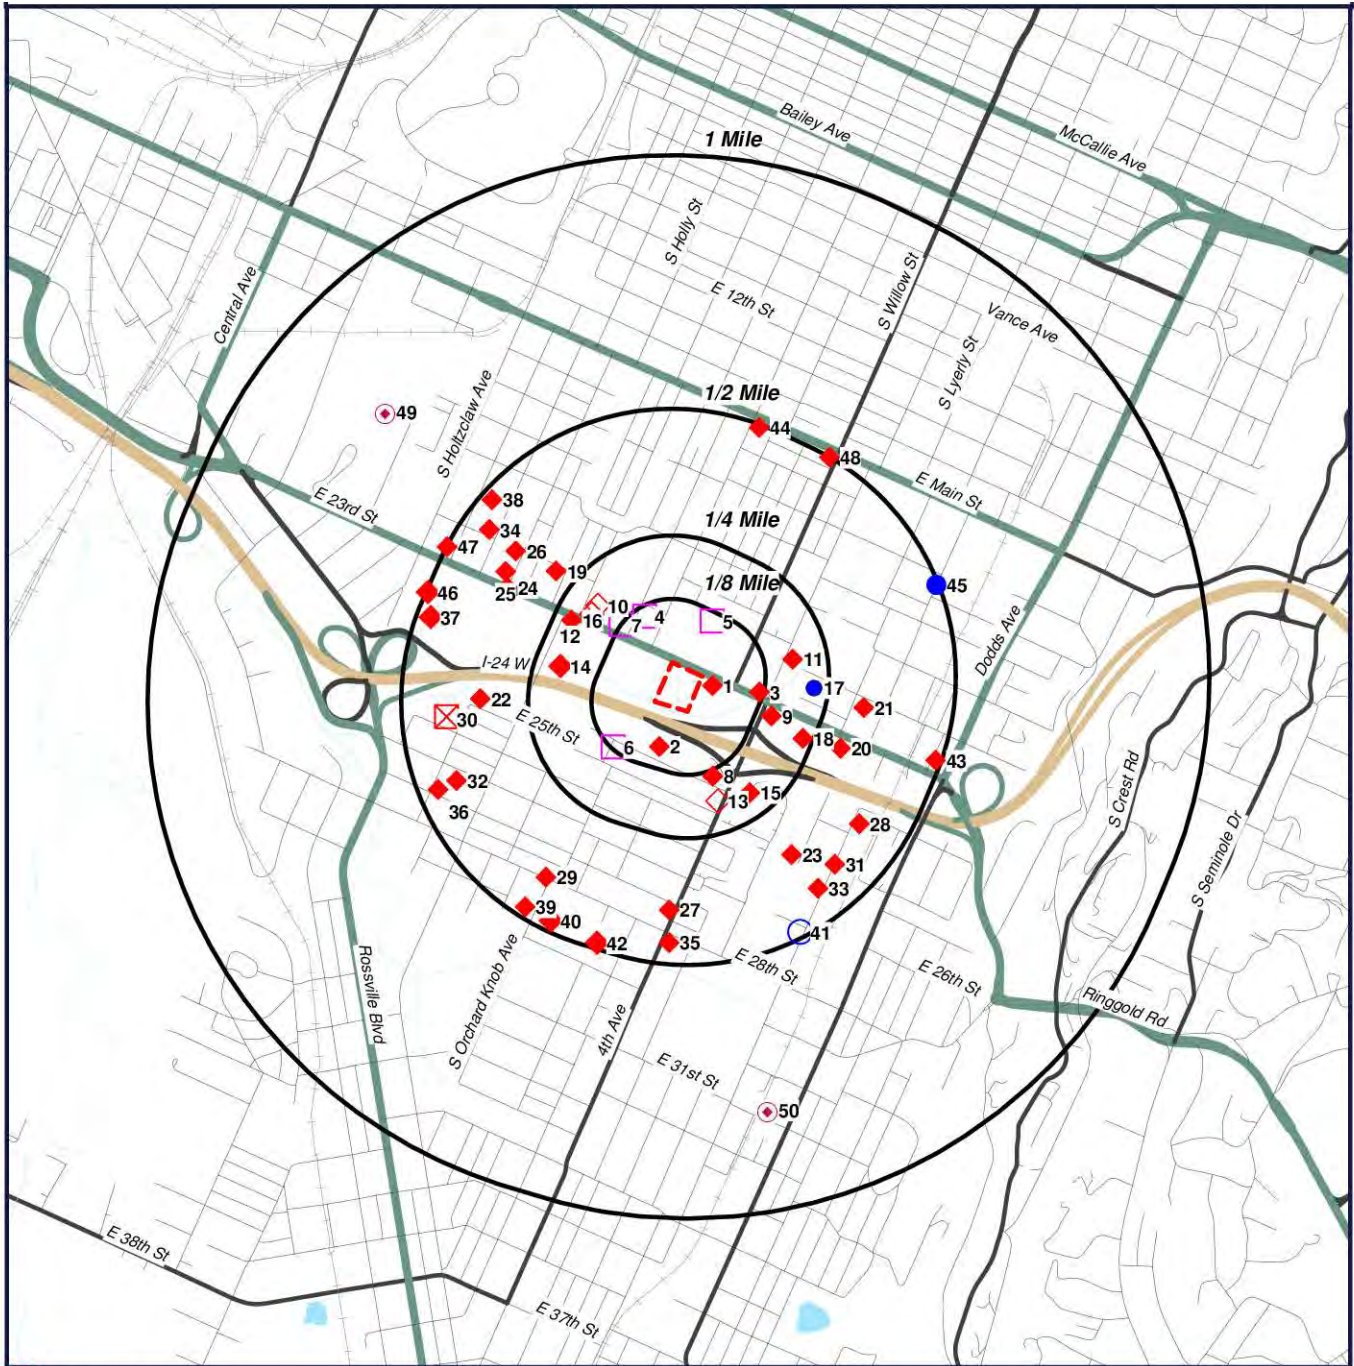 Bailey Ave
McCallie Ave
1 Mile
S Holly St
E 12th St
S Willow St
Vance Ave
Central Ave
S Lyerly St
S Holtzclaw Ave
1/2 Mile
49
44
48
E Main St
E 23rd St
38
34
1/4 Mile
47
26
19
1/8 Mile
24
25
45
46
37
10
16
12
7
4
5
Dodds Ave
11
I-24 W
14
1
3
17
22
9
21
30
E 25th St
18
20
6
2
43
8
32
36
13
15
S Crest Rd
28
23
31
S Seminole Dr
29
33
39
40
27
42
35
41
E 28th St
E 26th St
Rossville Blvd
S Orchard Knob Ave
4th Ave
Ringgold Rd
E 31st St
50
E 38th St
E 37th St